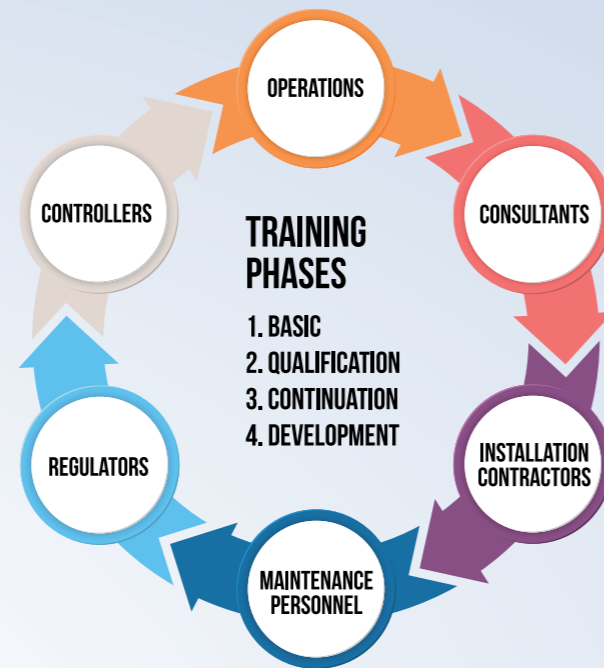 OPERATIONS
CONTROLLERS
CONSULTANTS
TRAINING
PHASES
1. BASIC
2. QUALIFICATION
3. CONTINUATION
4. DEVELOPMENT
REGULATORS
INSTALLATION
CONTRACTORS
MAINTENANCE
PERSONNEL